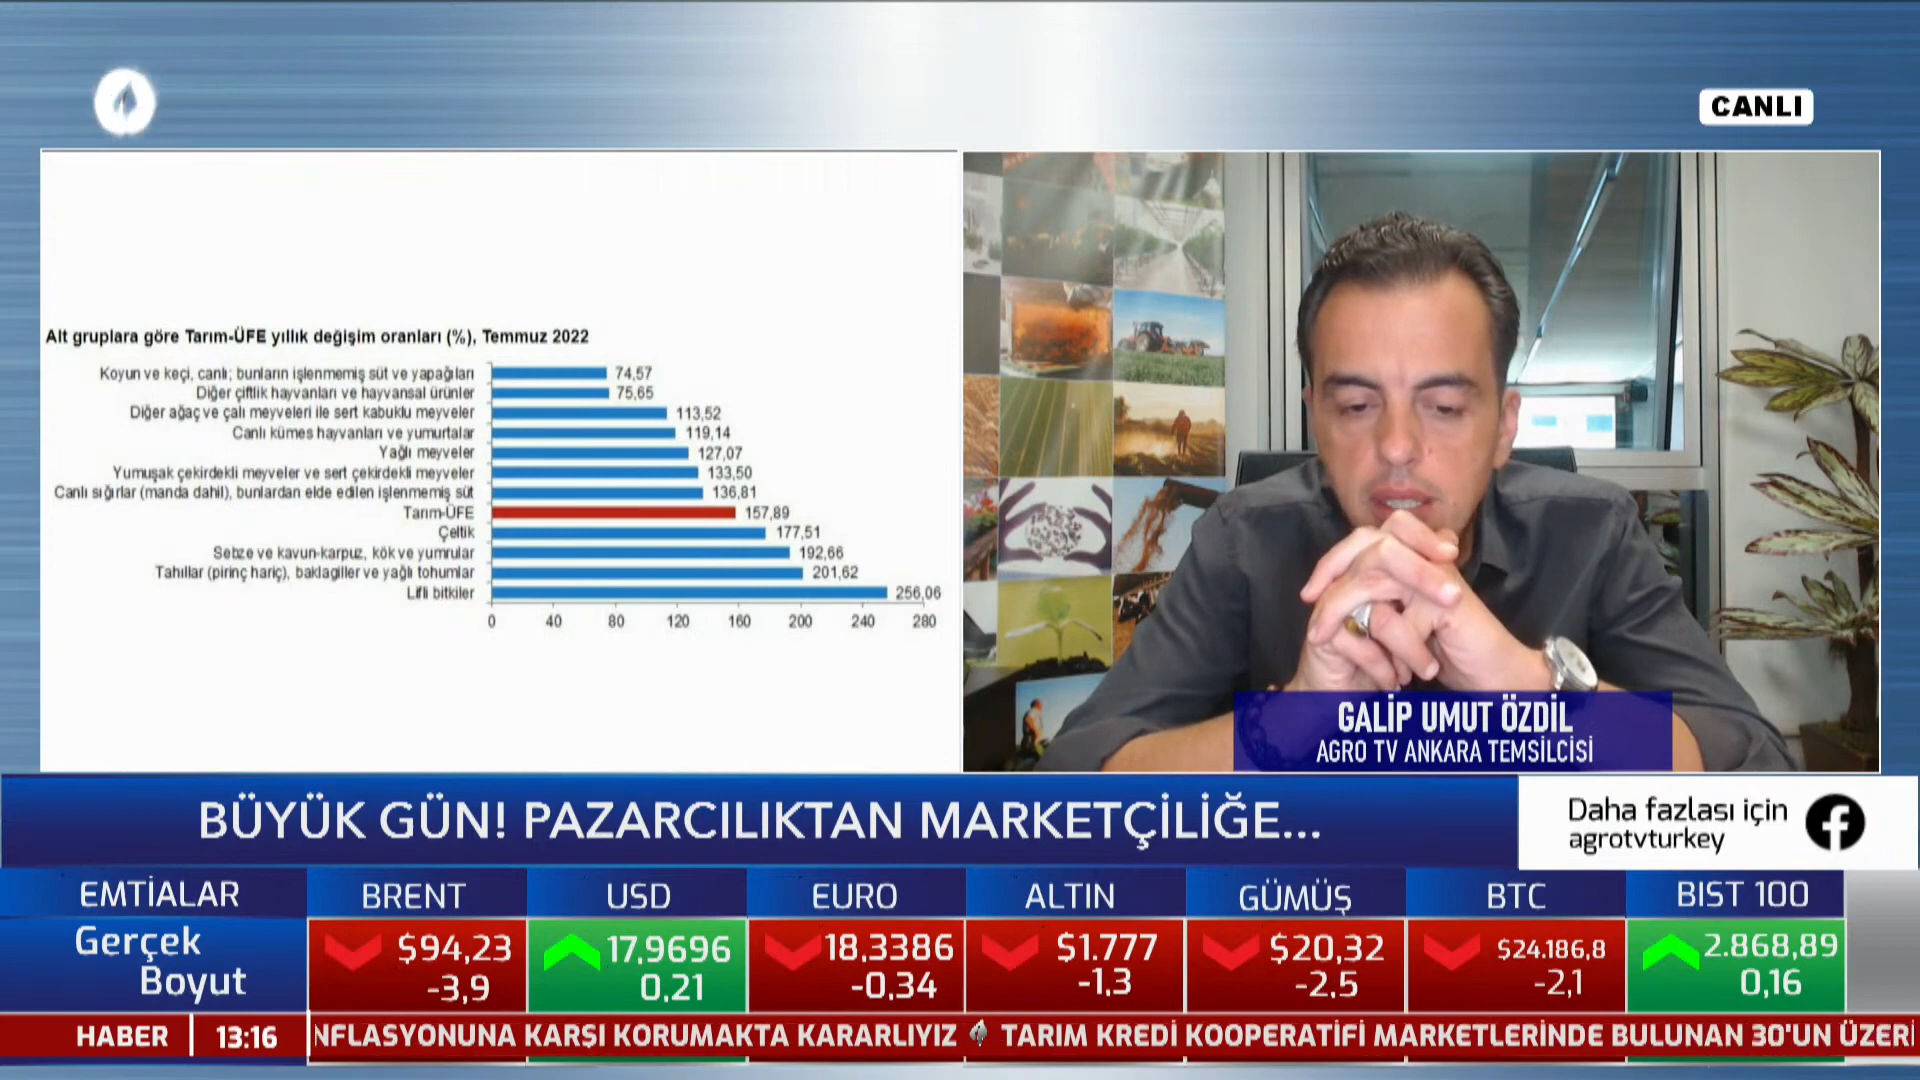 CANLI
Alt gruplara göre Tarım-ÜFE yıllık değişim oranları (%), Temmuz 2022
Koyun ve keçi, canlı; bunların işlenmemiş süt ve yapağıları 74,57
Diğer çiftlik hayvanları ve hayvansal ürünler 75,65
Diğer ağaç ve çalı meyveleri ile sert kabuklu meyveler 113,52
Canlı kümes hayvanları ve yumurtalar 119,14
Yağlı meyveler 127,07
Yumuşak çekirdekli meyveler ve sert çekirdekli meyveler 133,50
Canlı sığırlar (manda dahil), bunlardan elde edilen işlenmemiş süt 136,81
Tarım-ÜFE 157,89
Çeltik 177,51
Sebze ve kavun-karpuz, kök ve yumrular 192,66
Tahıllar (pirinç hariç), baklagiller ve yağlı tohumlar 201,62
Lifli bitkiler 256,06
0 40 80 120 160 200 240 280
GALİP UMUT ÖZDİL
AGRO TV ANKARA TEMSİLCİSİ
BÜYÜK GÜN! PAZARCILIKTAN MARKETÇİLİĞE...
Daha fazlası için
agrotvturkey
EMTİALAR BRENT USD EURO ALTIN GÜMÜŞ BTC BIST 100
Gerçek $94,23 17,9696 18,3386 $1.777 $20,32 $24.186,8 2.868,89
Boyut -3,9 0,21 -0,34 -1,3 -2,5 -2,1 0,16
HABER 13:16 NFLASYONUNA KARŞI KORUMAKTA KARARLIYIZ TARIM KREDİ KOOPERATİFİ MARKETLERİNDE BULUNAN 30'UN ÜZERİ